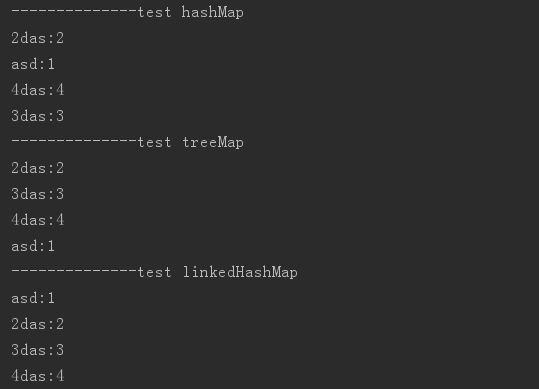 --------------test hashMap
2das:2
asd:1
4das:4
3das:3
--------------test treeMap
2das:2
3das:3
4das:4
asd:1
--------------test linkedHashMap
asd:1
2das:2
3das:3
4das:4